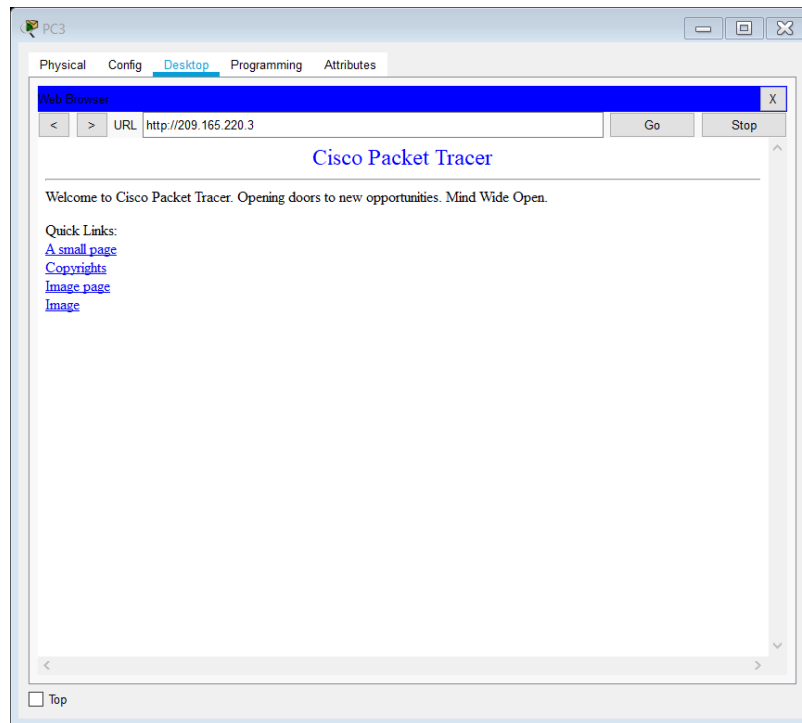 PC3
Physical Config Desktop Programming Attributes
Web Browser X
< > URL http://209.165.220.3 Go Stop
Cisco Packet Tracer
Welcome to Cisco Packet Tracer. Opening doors to new opportunities. Mind Wide Open.
Quick Links:
A small page
Copyrights
Image page
Image
Top